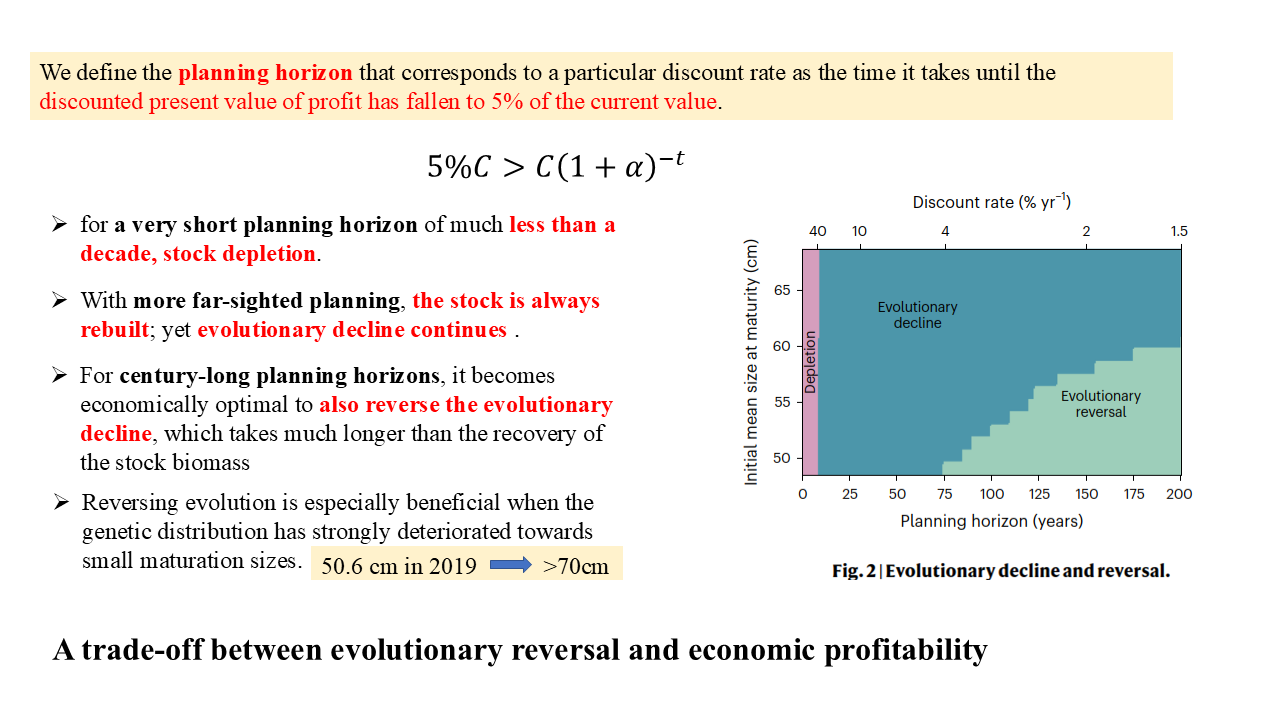 We define the planning horizon that corresponds to a particular discount rate as the time it takes until the
discounted present value of profit has fallen to 5% of the current value.
5%C > C(1 + α)^−t
➢ for a very short planning horizon of much less than a
decade, stock depletion.
➢ With more far-sighted planning, the stock is always
rebuilt; yet evolutionary decline continues .
➢ For century-long planning horizons, it becomes
economically optimal to also reverse the evolutionary
decline, which takes much longer than the recovery of
the stock biomass
➢ Reversing evolution is especially beneficial when the
genetic distribution has strongly deteriorated towards
small maturation sizes.
50.6 cm in 2019 >70cm
Discount rate (% yr⁻¹)
40 10 4 2 1.5
Initial mean size at maturity (cm)
65
60
55
50
Depletion
Evolutionary
decline
Evolutionary
reversal
0 25 50 75 100 125 150 175 200
Planning horizon (years)
Fig. 2 | Evolutionary decline and reversal.
A trade-off between evolutionary reversal and economic profitability